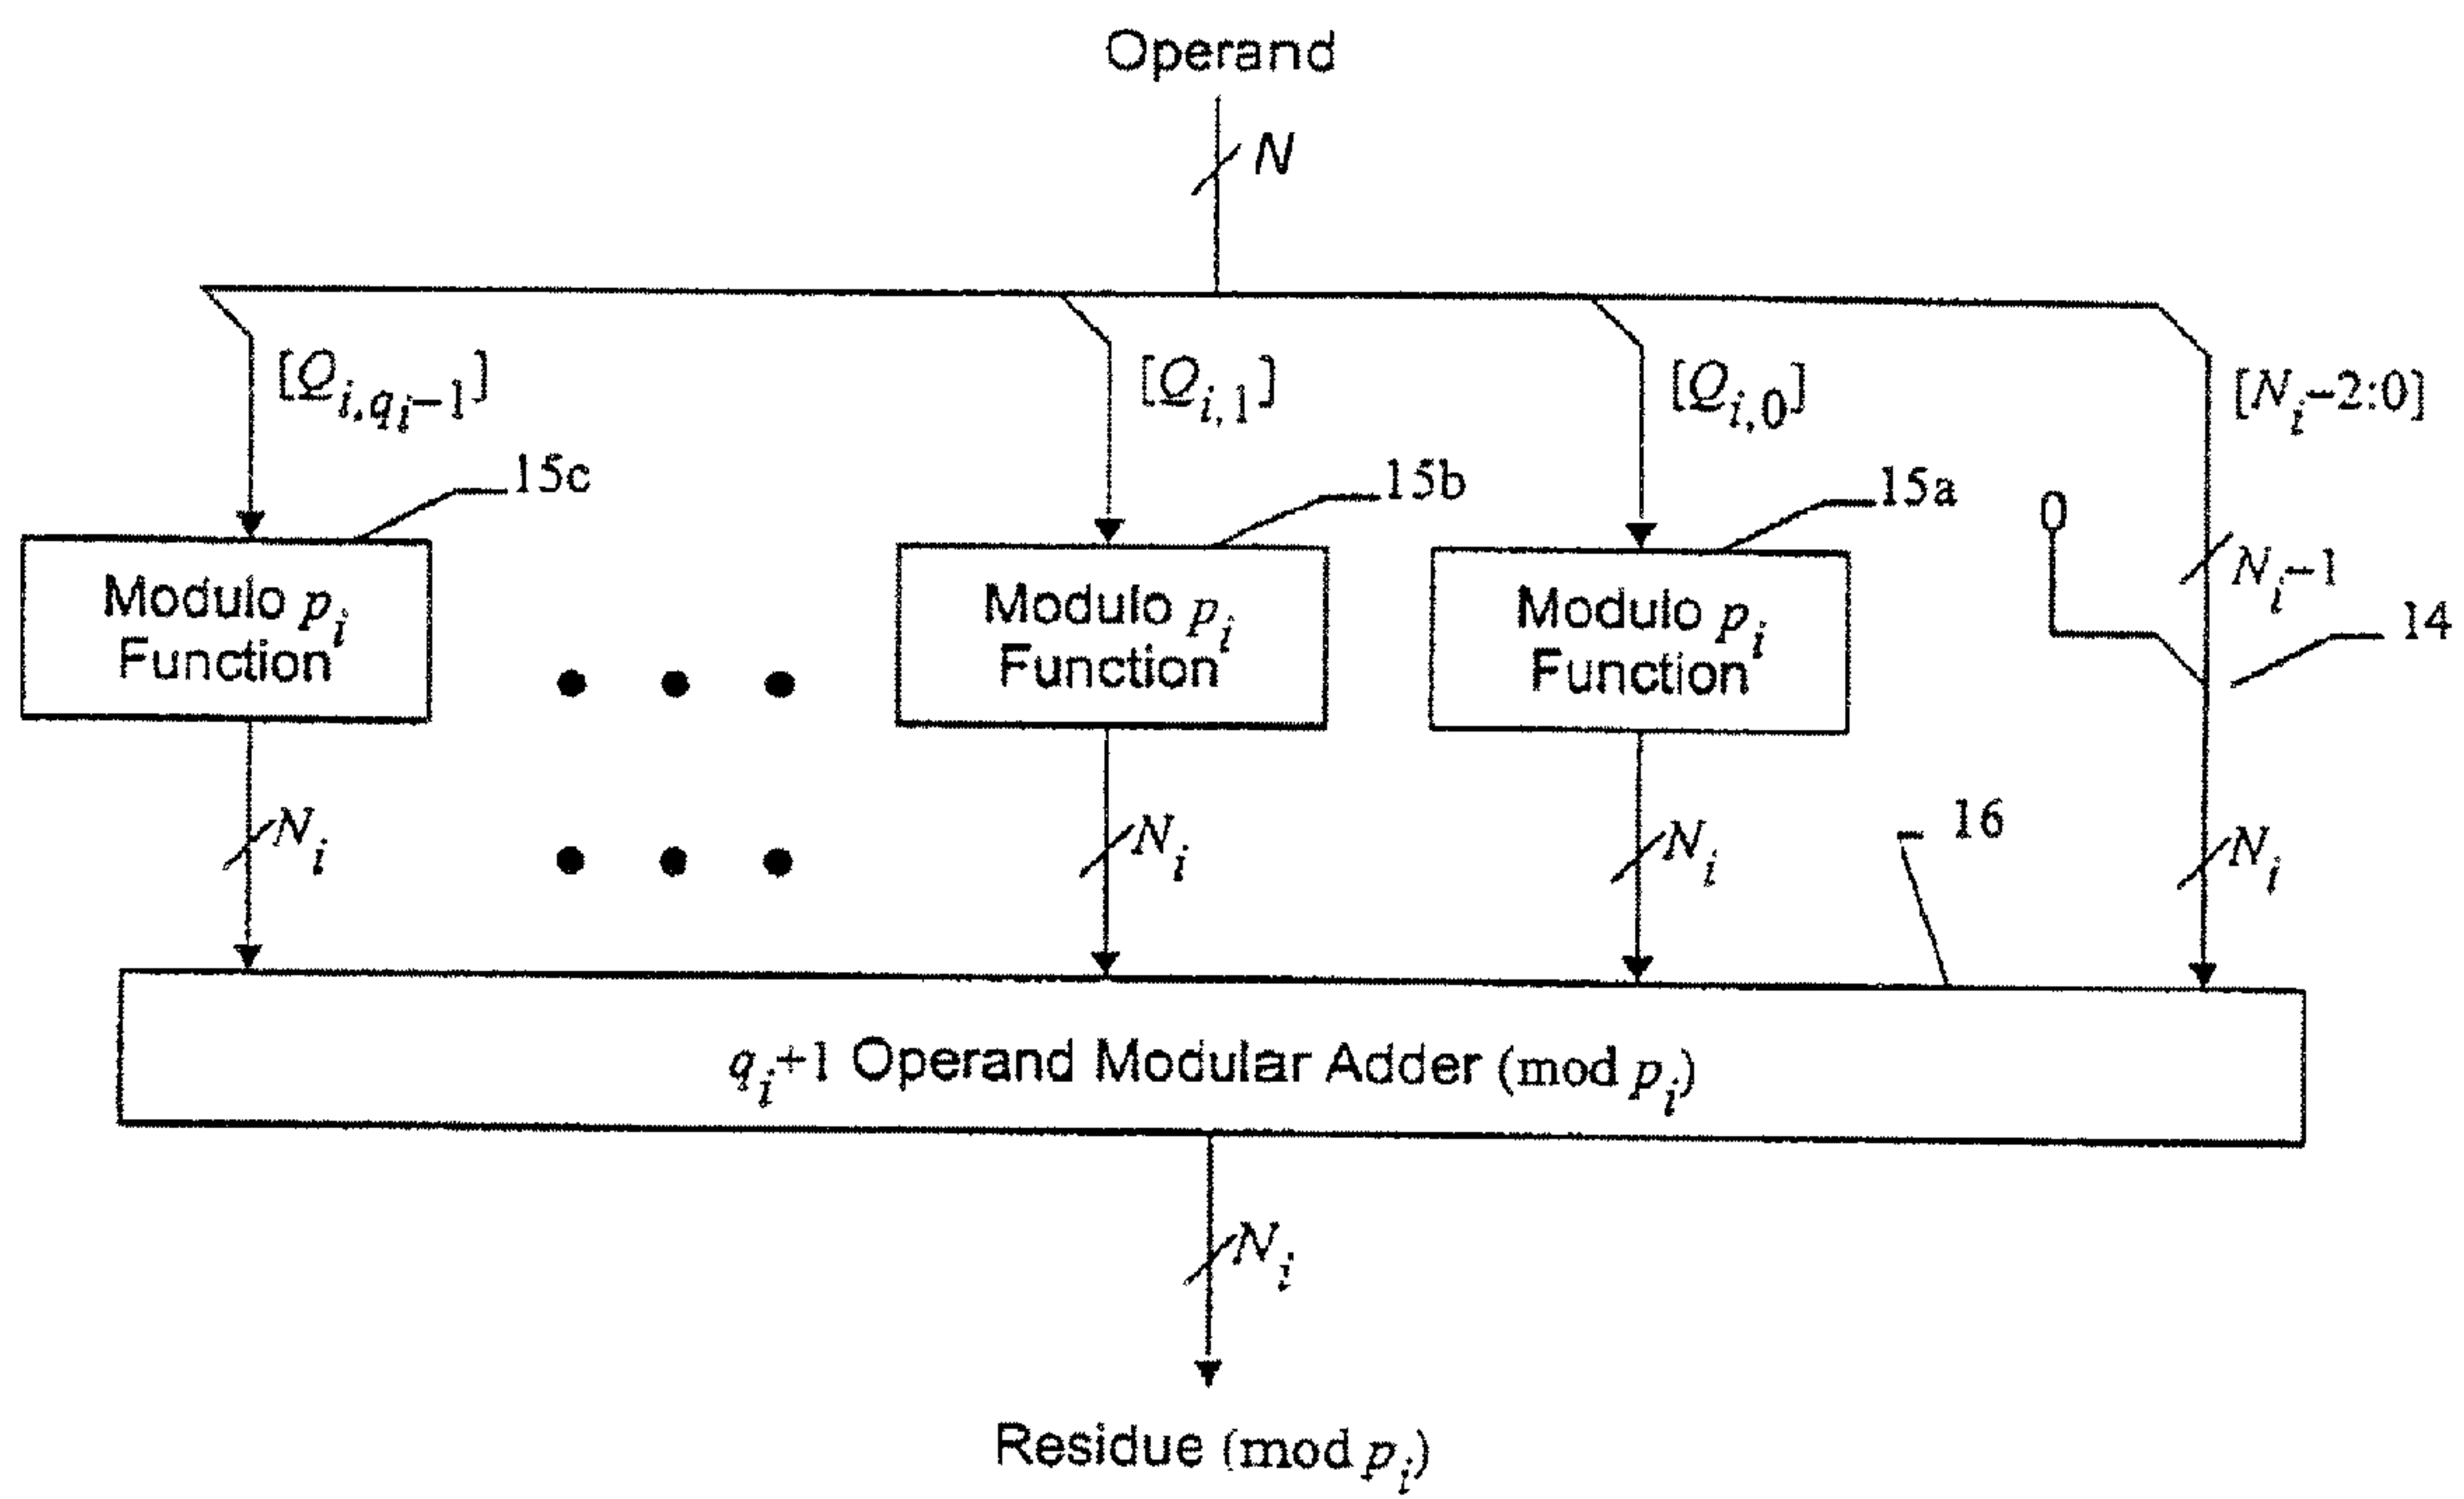 Operand
N
[Q_{i,q_i-1}]
[Q_{i,1}]
[Q_{i,0}]
[N_i-2:0]
15c
15b
15a
0
Modulo p_i
Function
Modulo p_i
Function
Modulo p_i
Function
N_i-1
14
N_i
N_i
N_i
16
N_i
q_i+1 Operand Modular Adder (mod p_i)
N_i
Residue (mod p_i)